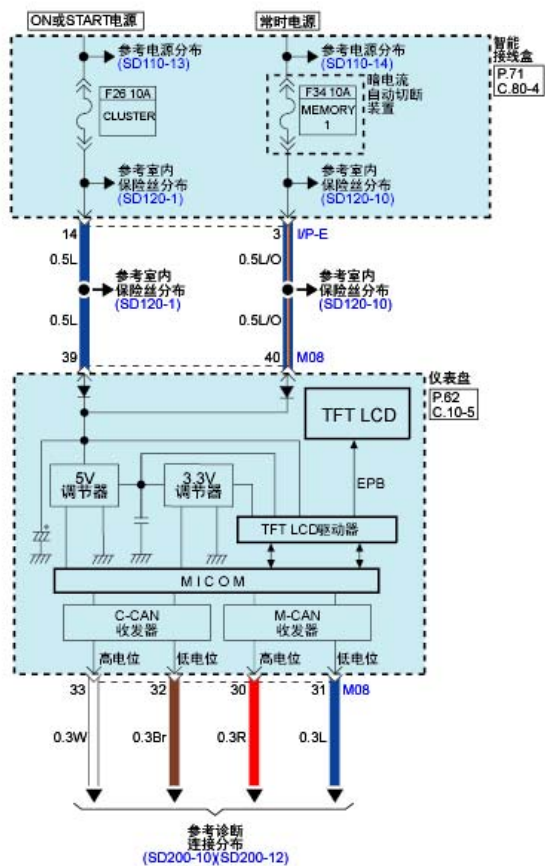 ON或START电源
常时电源
智能
接线盒
P.71
C.80-4
参考电源分布
(SD110-13)
参考电源分布
(SD110-14)
暗电流
自动切断
装置
F26 10A
CLUSTER
F34 10A
MEMORY
1
参考室内
保险丝分布
(SD120-1)
参考室内
保险丝分布
(SD120-10)
14
3
I/P-E
0.5L
0.5L/O
参考室内
保险丝分布
(SD120-1)
参考室内
保险丝分布
(SD120-10)
0.5L
0.5L/O
39
40
M08
仪表盘
P.62
C.10-5
TFT LCD
5V
调节器
3.3V
调节器
EPB
TFT LCD驱动器
MICOM
C-CAN
收发器
M-CAN
收发器
高电位
低电位
高电位
低电位
33
32
30
31
M08
0.3W
0.3Br
0.3R
0.3L
参考诊断
连接分布
(SD200-10)(SD200-12)